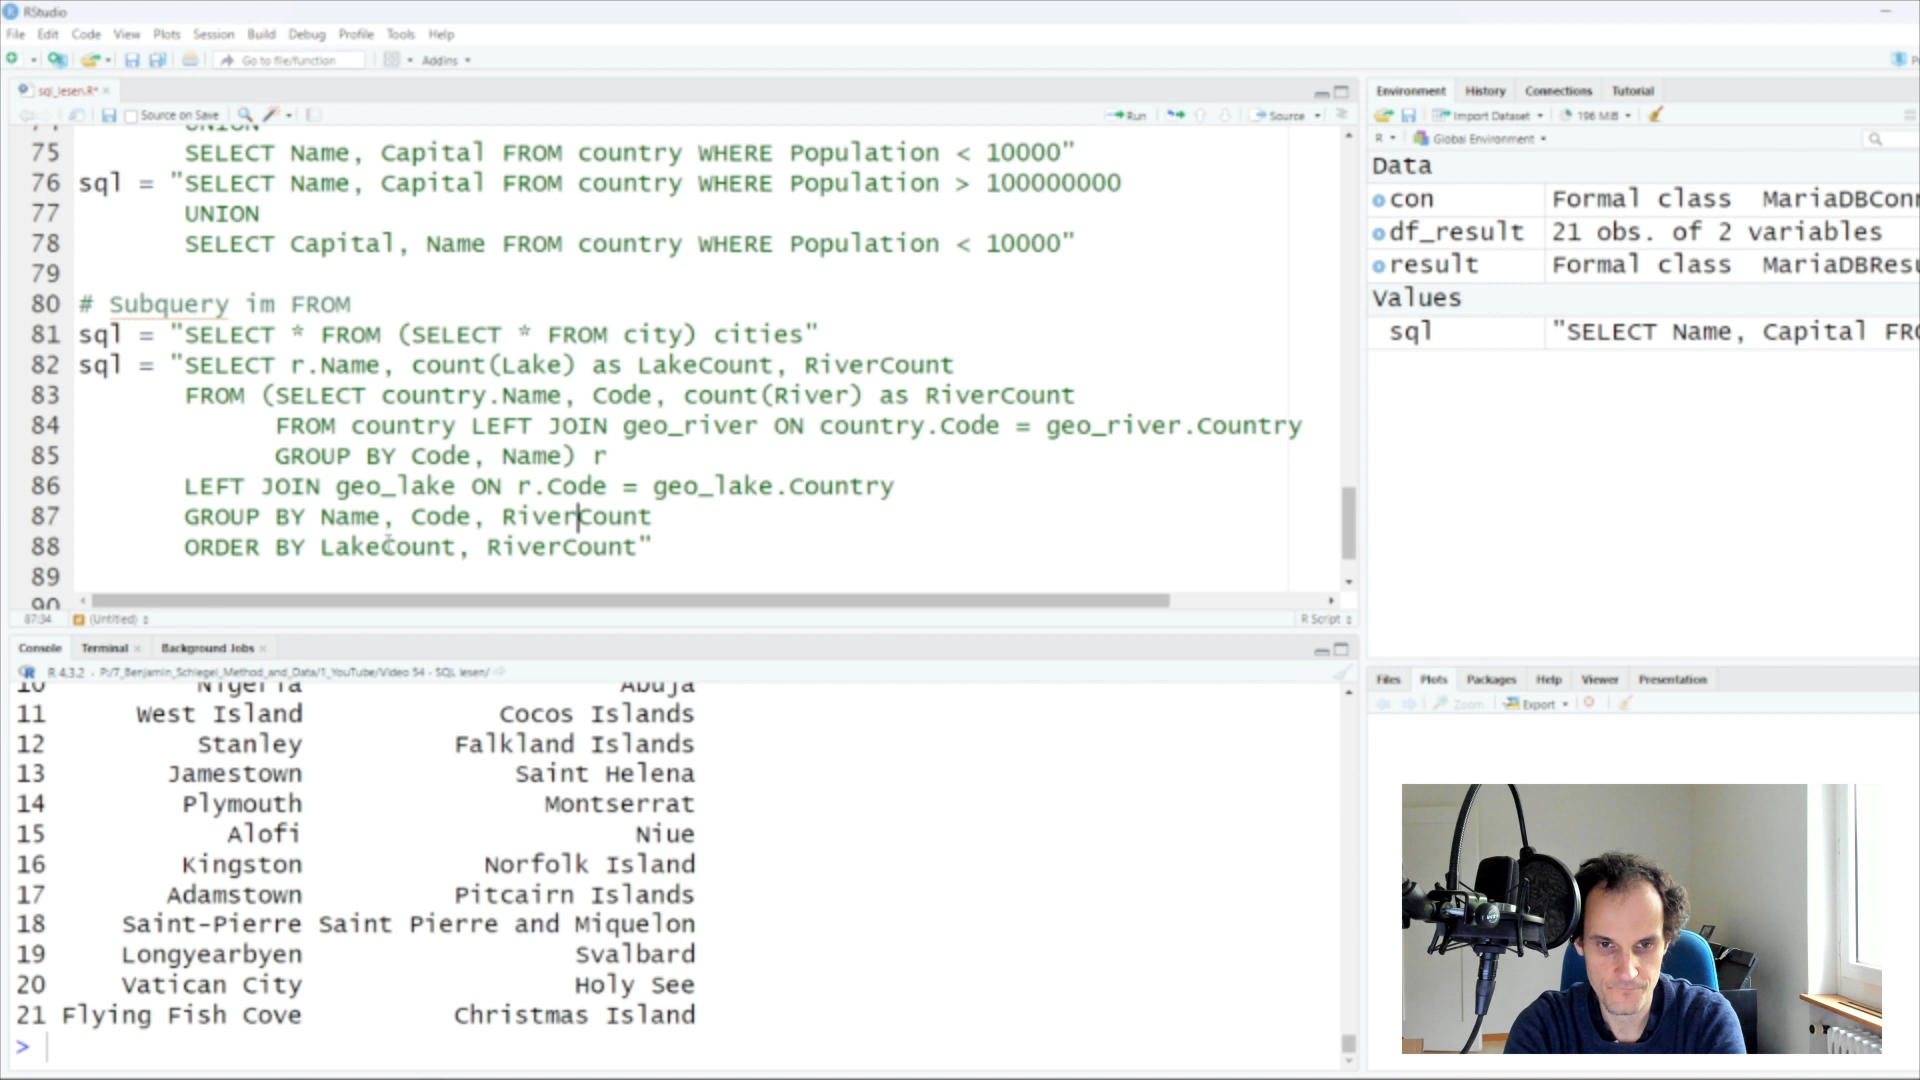 RStudio
File Edit Code View Plots Session Build Debug Profile Tools Help
Go to file/function Addins
sql_lesen.R*
Source on Save Run Source
74 UNION
75 SELECT Name, Capital FROM country WHERE Population < 10000"
76 sql = "SELECT Name, Capital FROM country WHERE Population > 100000000
77 UNION
78 SELECT Capital, Name FROM country WHERE Population < 10000"
79
80 # Subquery im FROM
81 sql = "SELECT * FROM (SELECT * FROM city) cities"
82 sql = "SELECT r.Name, count(Lake) as LakeCount, RiverCount
83 FROM (SELECT country.Name, Code, count(River) as RiverCount
84 FROM country LEFT JOIN geo_river ON country.Code = geo_river.Country
85 GROUP BY Code, Name) r
86 LEFT JOIN geo_lake ON r.Code = geo_lake.Country
87 GROUP BY Name, Code, RiverCount
88 ORDER BY LakeCount, RiverCount"
89
90
87:34 (Untitled) R Script
Console Terminal Background Jobs
R 4.3.2 - P:/7_Benjamin_Schlegel_Method_and_Data/1_YouTube/Video 54 - SQL lesen/
10 Nigeria Abuja
11 West Island Cocos Islands
12 Stanley Falkland Islands
13 Jamestown Saint Helena
14 Plymouth Montserrat
15 Alofi Niue
16 Kingston Norfolk Island
17 Adamstown Pitcairn Islands
18 Saint-Pierre Saint Pierre and Miquelon
19 Longyearbyen Svalbard
20 Vatican City Holy See
21 Flying Fish Cove Christmas Island
>
Environment History Connections Tutorial
Import Dataset 196 MiB
R Global Environment
Data
con Formal class MariaDBConn
df_result 21 obs. of 2 variables
result Formal class MariaDBResu
Values
sql "SELECT Name, Capital FRO
Files Plots Packages Help Viewer Presentation
Zoom Export